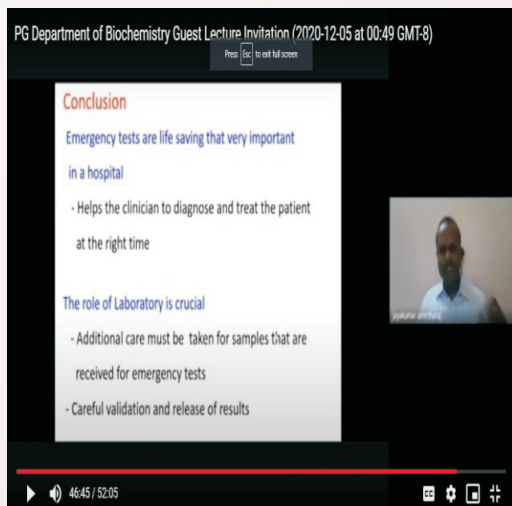 PG Department of Biochemistry Guest Lecture Invitation (2020-12-05 at 00:49 GMT-8)
Press Esc to exit full screen
Conclusion
Emergency tests are life saving that very important
in a hospital
- Helps the clinician to diagnose and treat the patient
at the right time
The role of Laboratory is crucial
- Additional care must be taken for samples that are
received for emergency tests
- Careful validation and release of results
jayakumar amirtharaj
46:45 / 52:05
CC